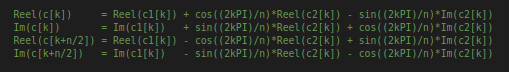 Reel(c[k])     = Reel(c1[k]) + cos((2kPI)/n)*Reel(c2[k]) - sin((2kPI)/n)*Im(c2[k])
Im(c[k])       = Im(c1[k])   + sin((2kPI)/n)*Reel(c2[k]) + cos((2kPI)/n)*Im(c2[k])
Reel(c[k+n/2]) = Reel(c1[k]) - cos((2kPI)/n)*Reel(c2[k]) + sin((2kPI)/n)*Im(c2[k])
Im(c[k+n/2])   = Im(c1[k])   - sin((2kPI)/n)*Reel(c2[k]) - cos((2kPI)/n)*Im(c2[k])